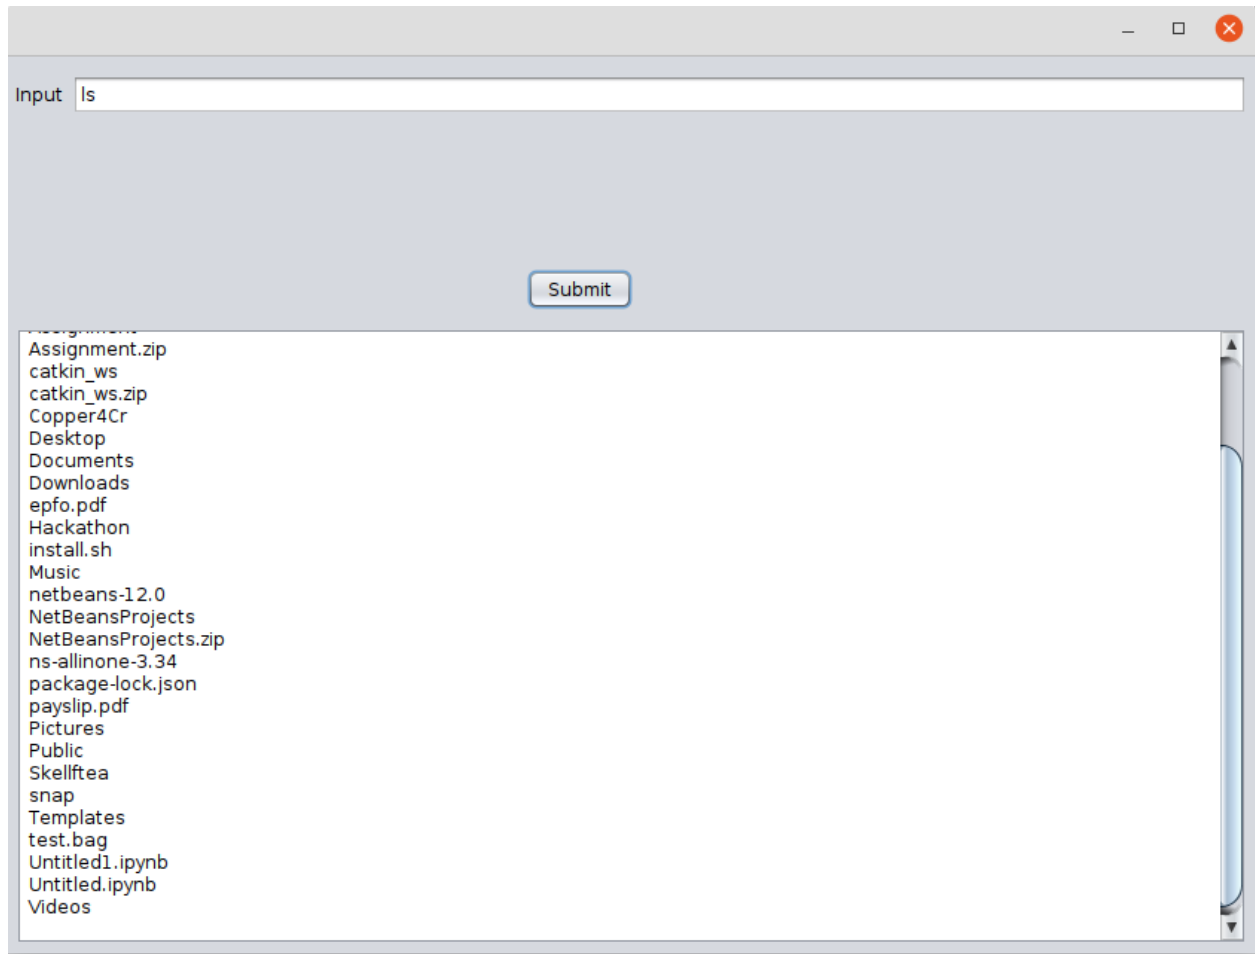 Input ls
Submit
Assignment.zip
catkin_ws
catkin_ws.zip
Copper4Cr
Desktop
Documents
Downloads
epfo.pdf
Hackathon
install.sh
Music
netbeans-12.0
NetBeansProjects
NetBeansProjects.zip
ns-allinone-3.34
package-lock.json
payslip.pdf
Pictures
Public
Skellftea
snap
Templates
test.bag
Untitled1.ipynb
Untitled.ipynb
Videos